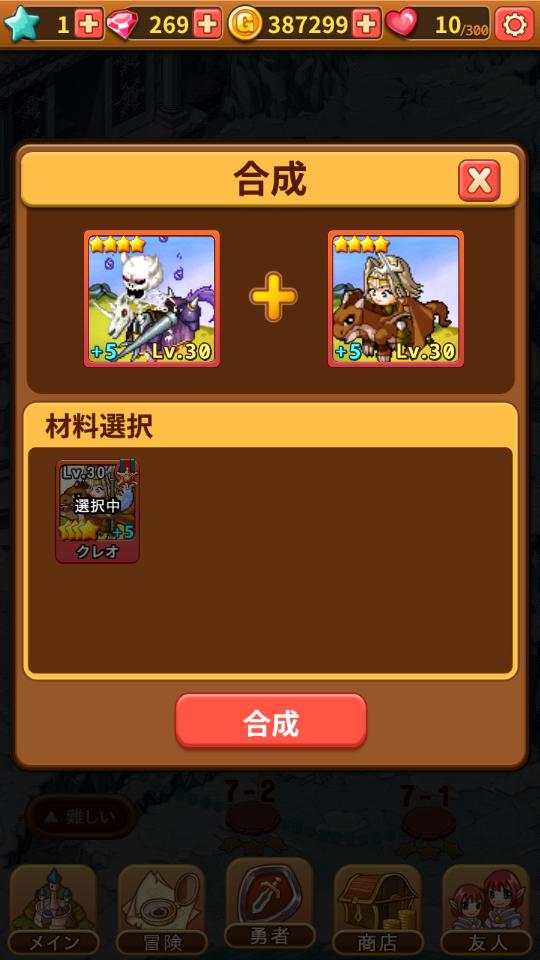 1 269 G 387299 10/300
合成
+5 Lv.30
+5 Lv.30
材料選択
Lv.30
選択中
+5
クレオ
合成
7-2 7-1
▲ 難しい
メイン 冒険 勇者 商店 友人